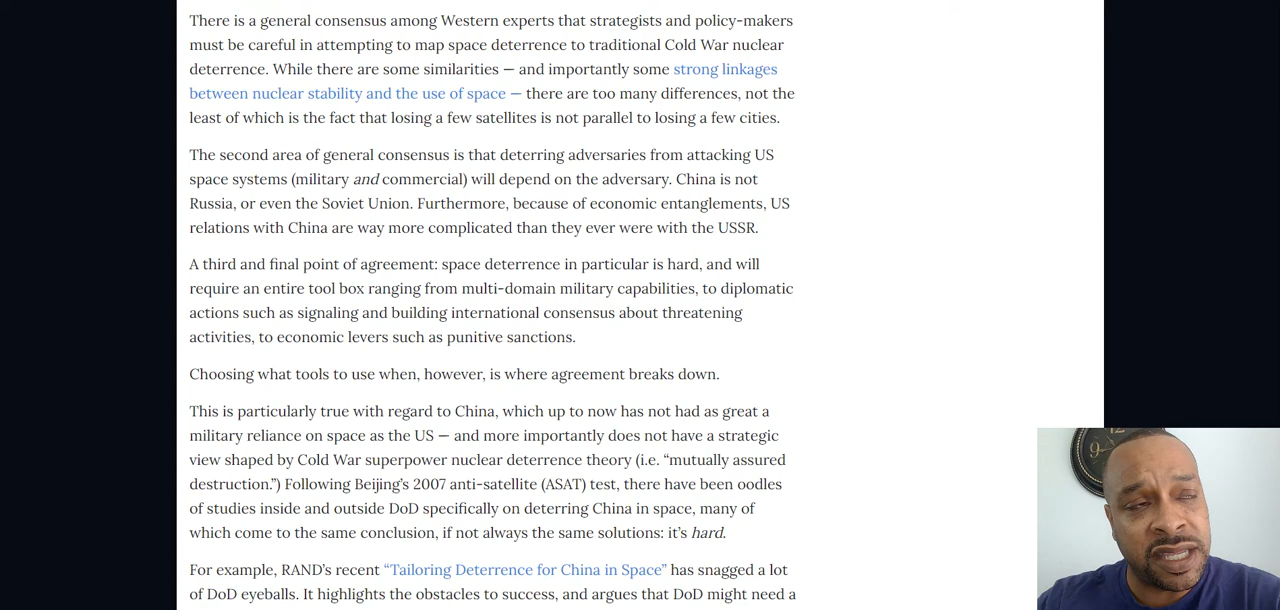 There is a general consensus among Western experts that strategists and policy-makers
must be careful in attempting to map space deterrence to traditional Cold War nuclear
deterrence. While there are some similarities — and importantly some strong linkages
between nuclear stability and the use of space — there are too many differences, not the
least of which is the fact that losing a few satellites is not parallel to losing a few cities.
The second area of general consensus is that deterring adversaries from attacking US
space systems (military and commercial) will depend on the adversary. China is not
Russia, or even the Soviet Union. Furthermore, because of economic entanglements, US
relations with China are way more complicated than they ever were with the USSR.
A third and final point of agreement: space deterrence in particular is hard, and will
require an entire tool box ranging from multi-domain military capabilities, to diplomatic
actions such as signaling and building international consensus about threatening
activities, to economic levers such as punitive sanctions.
Choosing what tools to use when, however, is where agreement breaks down.
This is particularly true with regard to China, which up to now has not had as great a
military reliance on space as the US — and more importantly does not have a strategic
view shaped by Cold War superpower nuclear deterrence theory (i.e. “mutually assured
destruction.”) Following Beijing’s 2007 anti-satellite (ASAT) test, there have been oodles
of studies inside and outside DoD specifically on deterring China in space, many of
which come to the same conclusion, if not always the same solutions: it’s hard.
For example, RAND’s recent “Tailoring Deterrence for China in Space” has snagged a lot
of DoD eyeballs. It highlights the obstacles to success, and argues that DoD might need a
12
9